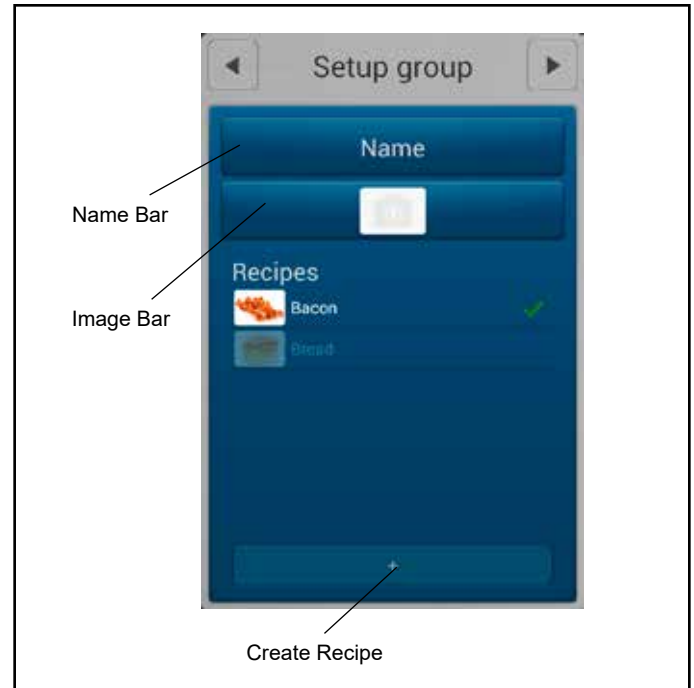 Setup group
Name
Name Bar
Image Bar
Recipes
Bacon
Bread
+
Create Recipe